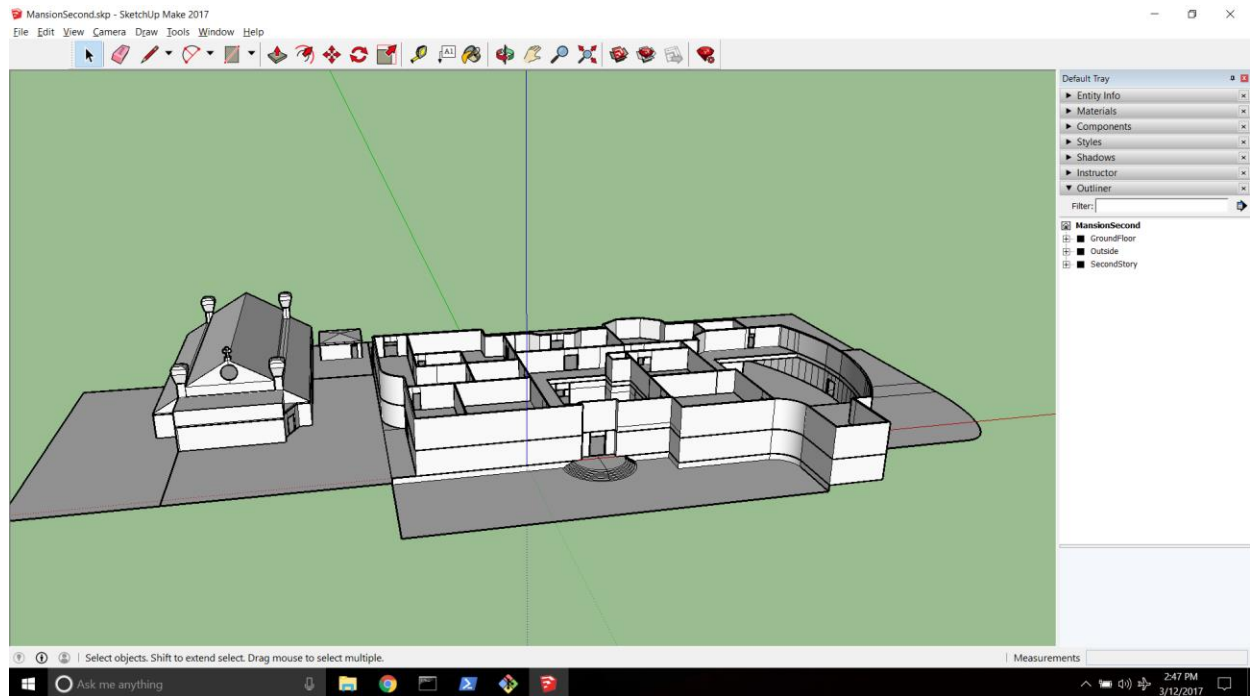 MansionSecond.skp - SketchUp Make 2017
File Edit View Camera Draw Tools Window Help
A1
Default Tray
Entity Info
Materials
Components
Styles
Shadows
Instructor
Outliner
Filter:
MansionSecond
GroundFloor
Outside
SecondStory
Select objects. Shift to extend select. Drag mouse to select multiple.
Measurements
Ask me anything
2:47 PM
3/12/2017